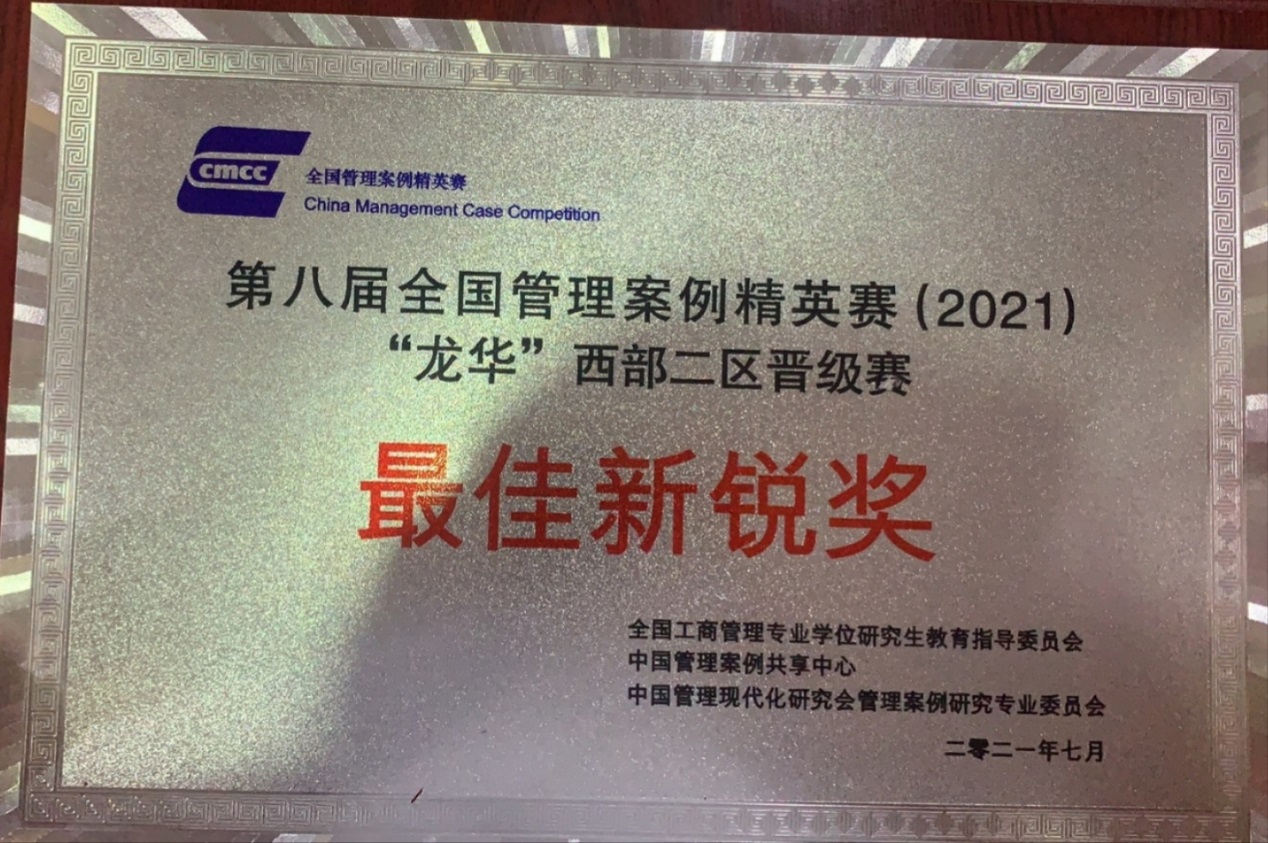 cmcc
全国管理案例精英赛
China Management Case Competition
第八届全国管理案例精英赛(2021)
“龙华”西部二区晋级赛
最佳新锐奖
全国工商管理专业学位研究生教育指导委员会
中国管理案例共享中心
中国管理现代化研究会管理案例研究专业委员会
二零二一年七月